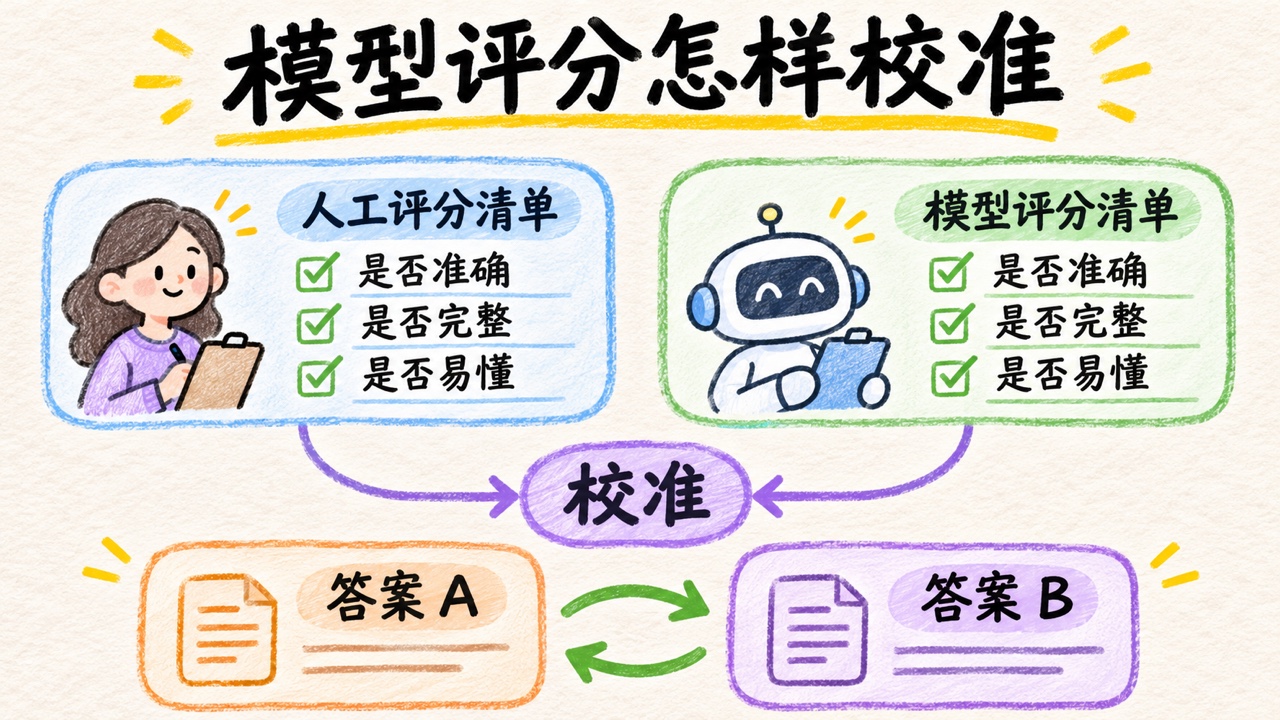 模型评分怎样校准
人工评分清单
是否准确
是否完整
是否易懂
模型评分清单
是否准确
是否完整
是否易懂
校准
答案 A
答案 B